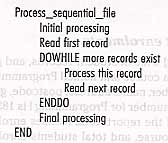 Process_sequential_file
Initial processing
Read first record
DOWHILE more records exist
Process this record
Read next record
ENDDO
Final processing
END